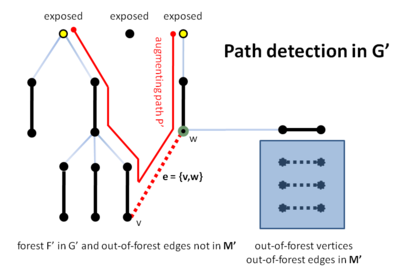 exposed
exposed
exposed
Path detection in G’
augmenting path P’
w
e = {v,w}
v
forest F’ in G’ and out-of-forest edges not in M’
out-of-forest vertices
out-of-forest edges in M’